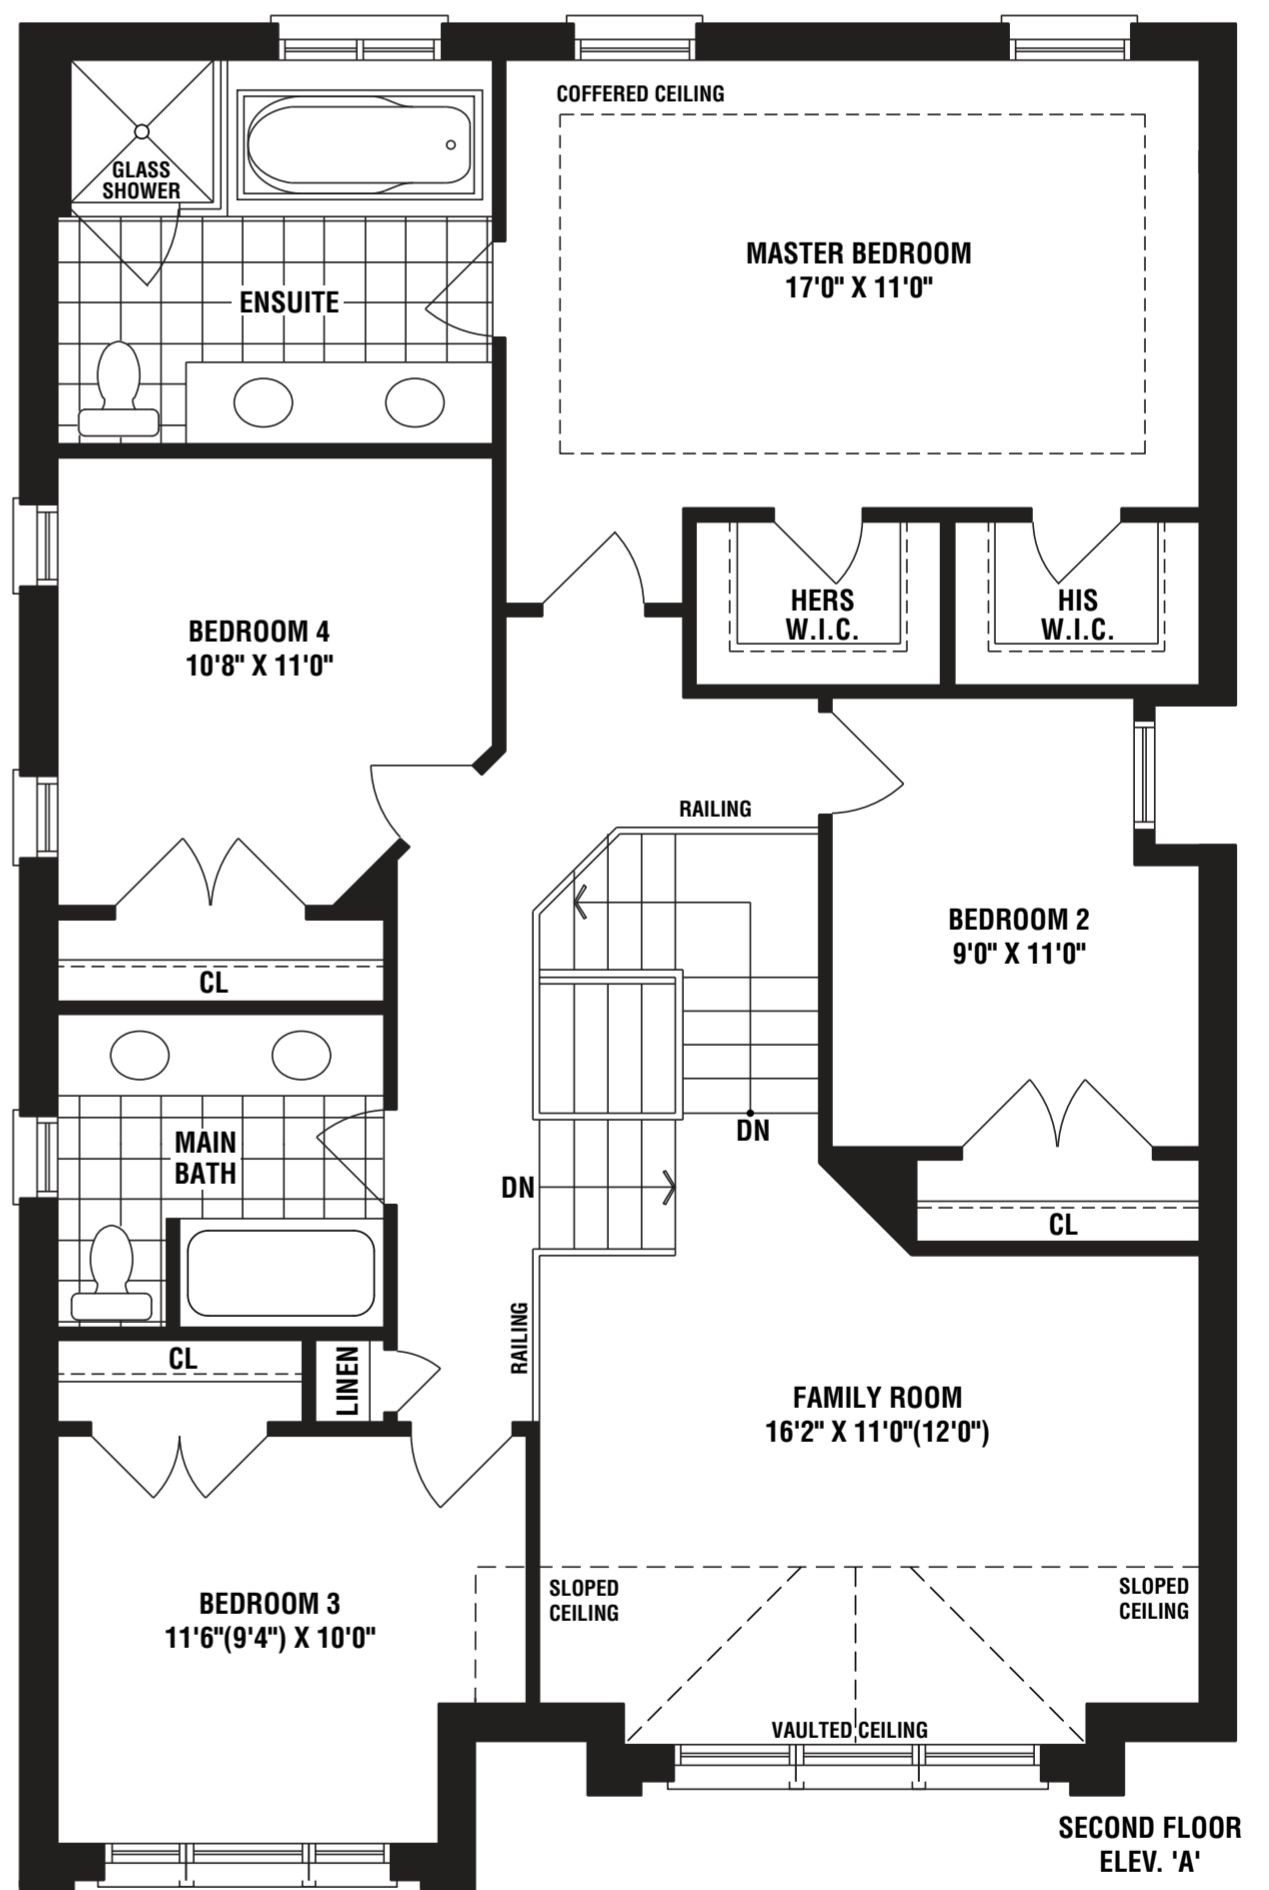 COFFERED CEILING
GLASS
SHOWER
MASTER BEDROOM
17'0" X 11'0"
ENSUITE
HERS
W.I.C.
HIS
W.I.C.
BEDROOM 4
10'8" X 11'0"
RAILING
BEDROOM 2
9'0" X 11'0"
CL
DN
MAIN
BATH
DN
CL
RAILING
CL
LINEN
FAMILY ROOM
16'2" X 11'0"(12'0")
SLOPED
CEILING
SLOPED
CEILING
BEDROOM 3
11'6"(9'4") X 10'0"
VAULTED CEILING
SECOND FLOOR
ELEV. 'A'